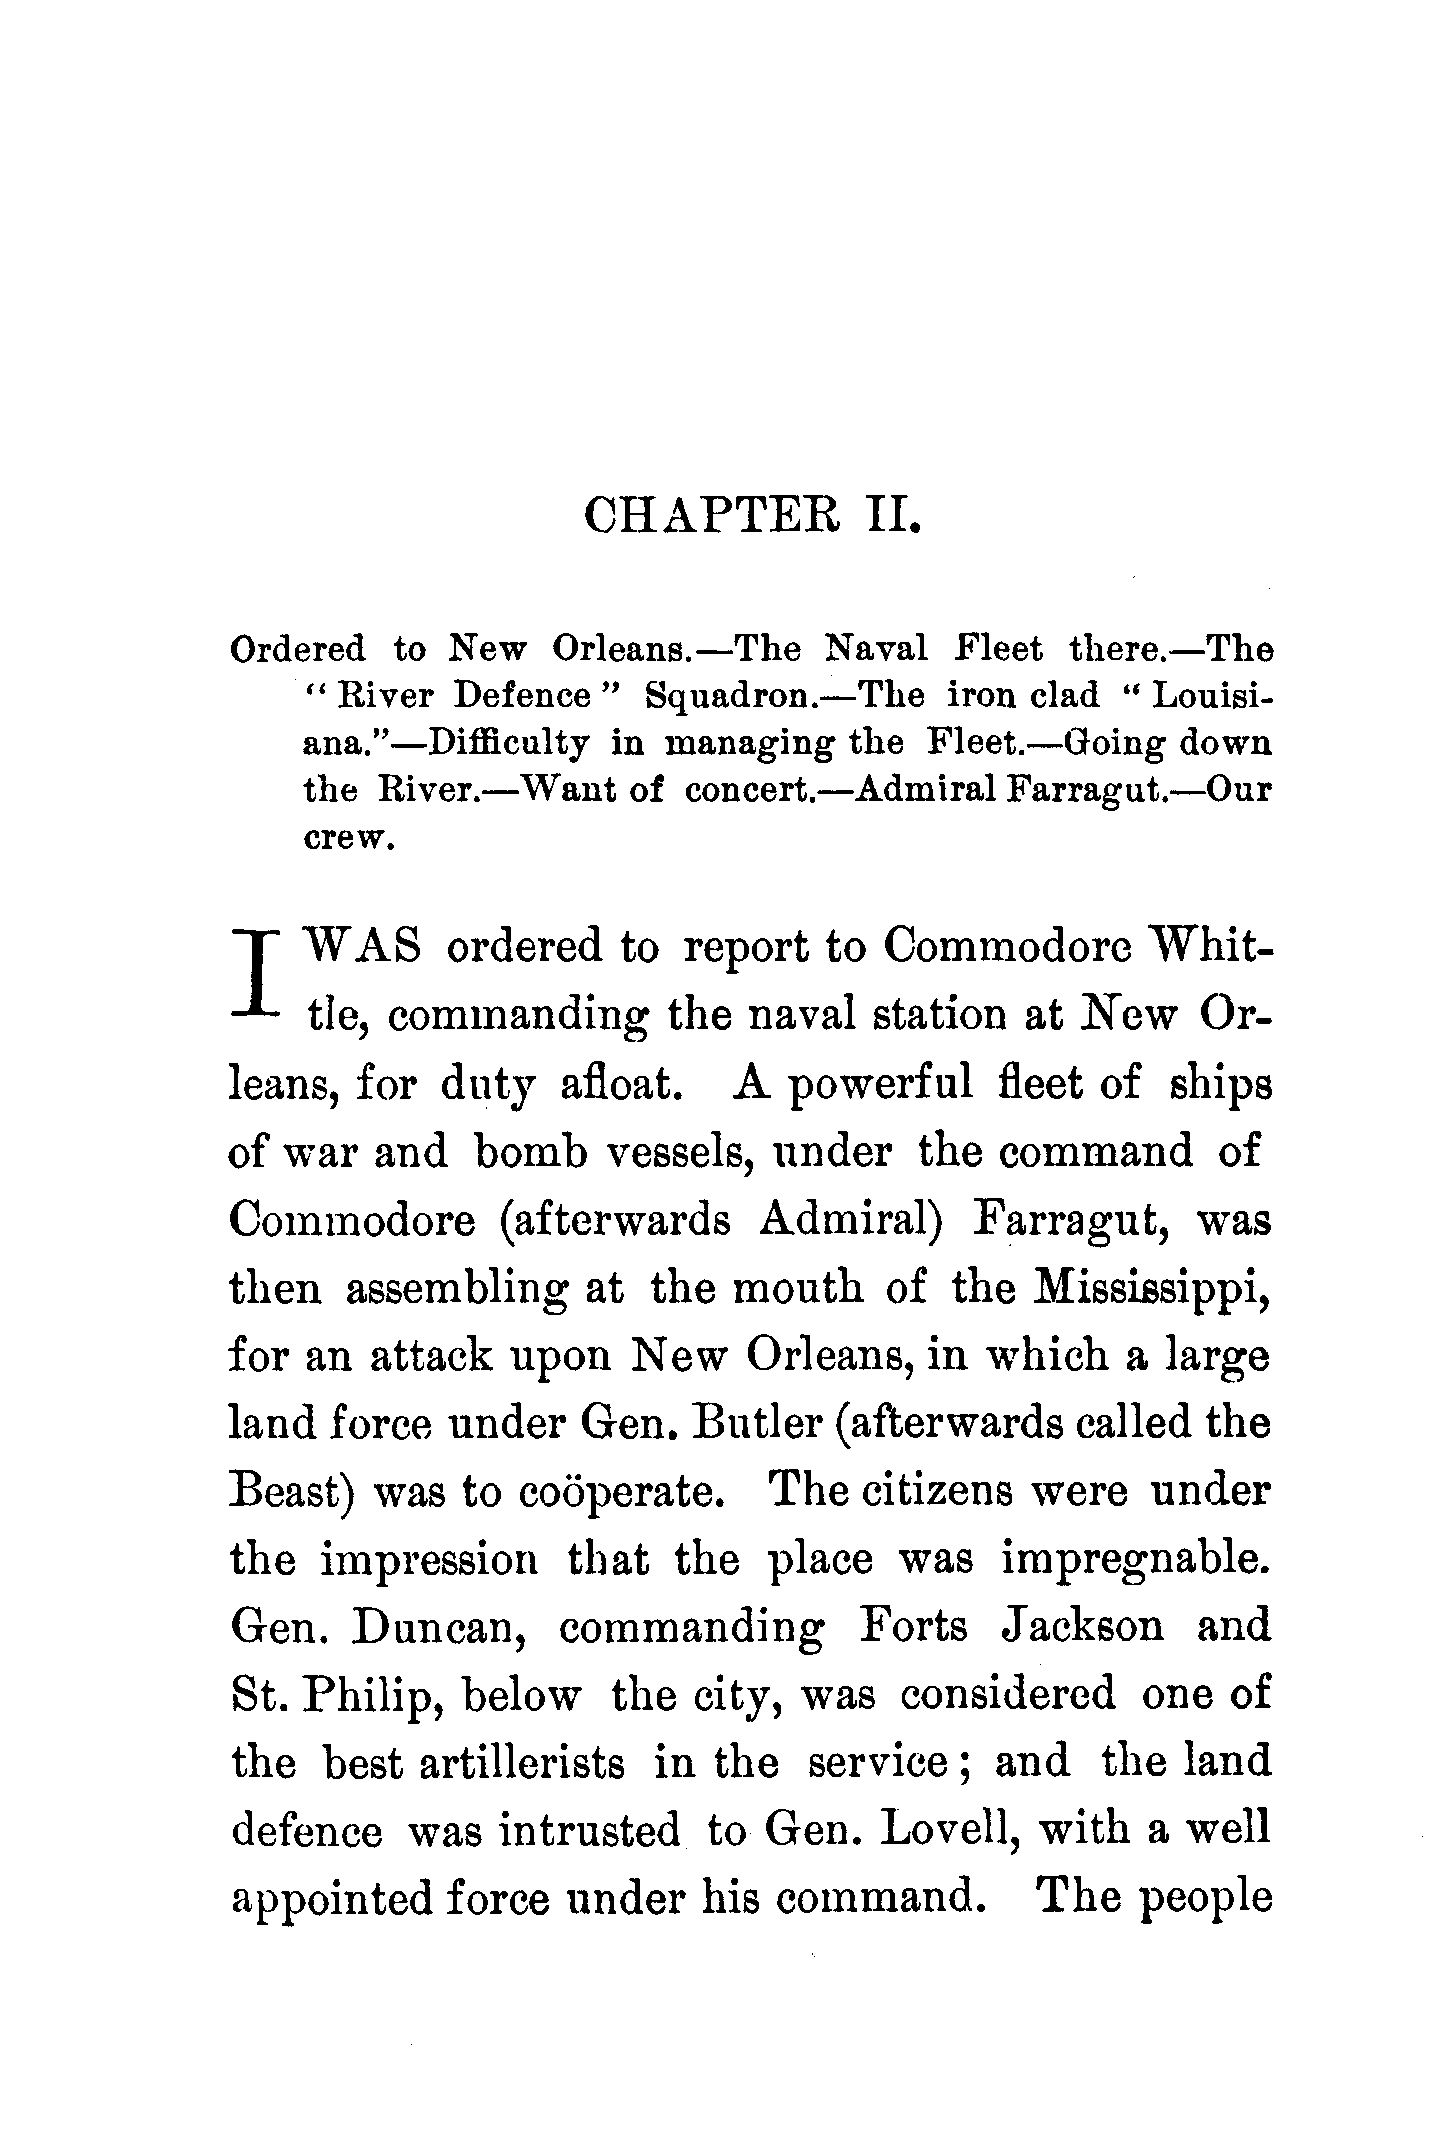 CHAPTER II.
Ordered to New Orleans.—The Naval Fleet there.—The
“ River Defence ” Squadron.—The iron clad “ Louisi-
ana.”—Difficulty in managing the Fleet.—Going down
the River.—Want of concert.—Admiral Farragut.—Our
crew.
I WAS ordered to report to Commodore Whit-
tle, commanding the naval station at New Or-
leans, for duty afloat. A powerful fleet of ships
of war and bomb vessels, under the command of
Commodore (afterwards Admiral) Farragut, was
then assembling at the mouth of the Mississippi,
for an attack upon New Orleans, in which a large
land force under Gen. Butler (afterwards called the
Beast) was to coöperate. The citizens were under
the impression that the place was impregnable.
Gen. Duncan, commanding Forts Jackson and
St. Philip, below the city, was considered one of
the best artillerists in the service; and the land
defence was intrusted to Gen. Lovell, with a well
appointed force under his command. The people